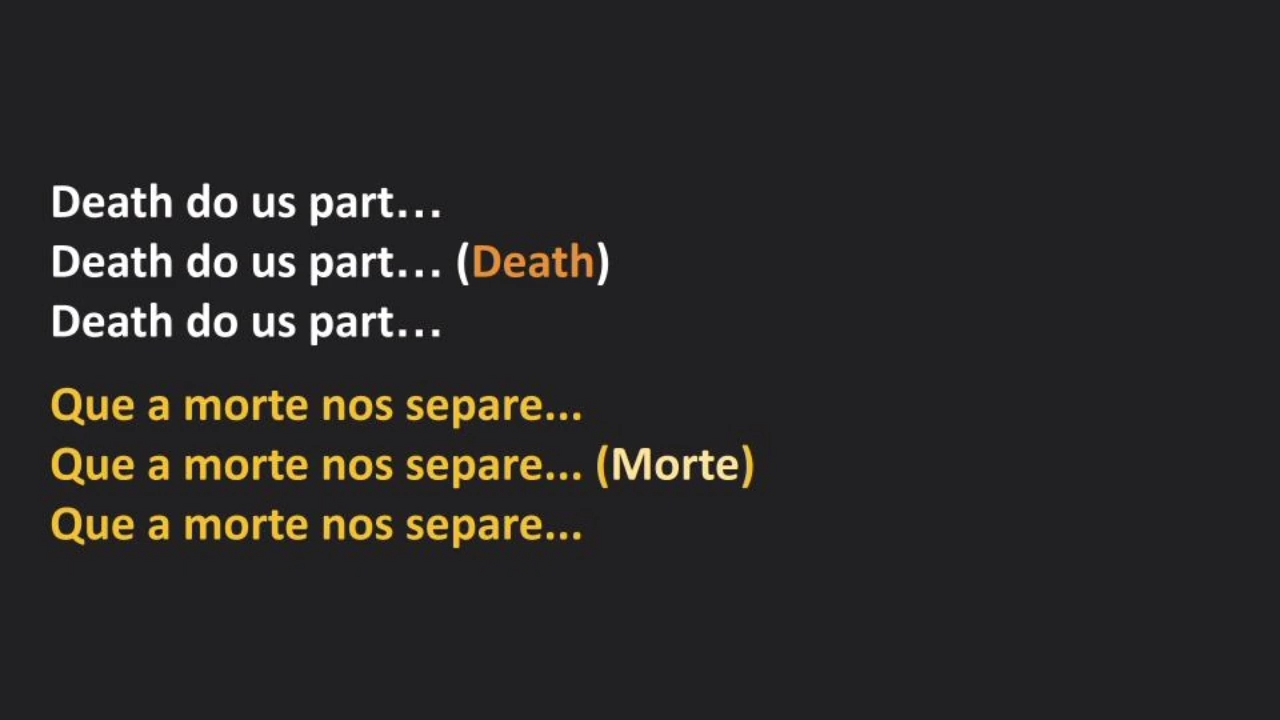 Death do us part…
Death do us part… (Death)
Death do us part…
Que a morte nos separe...
Que a morte nos separe... (Morte)
Que a morte nos separe...